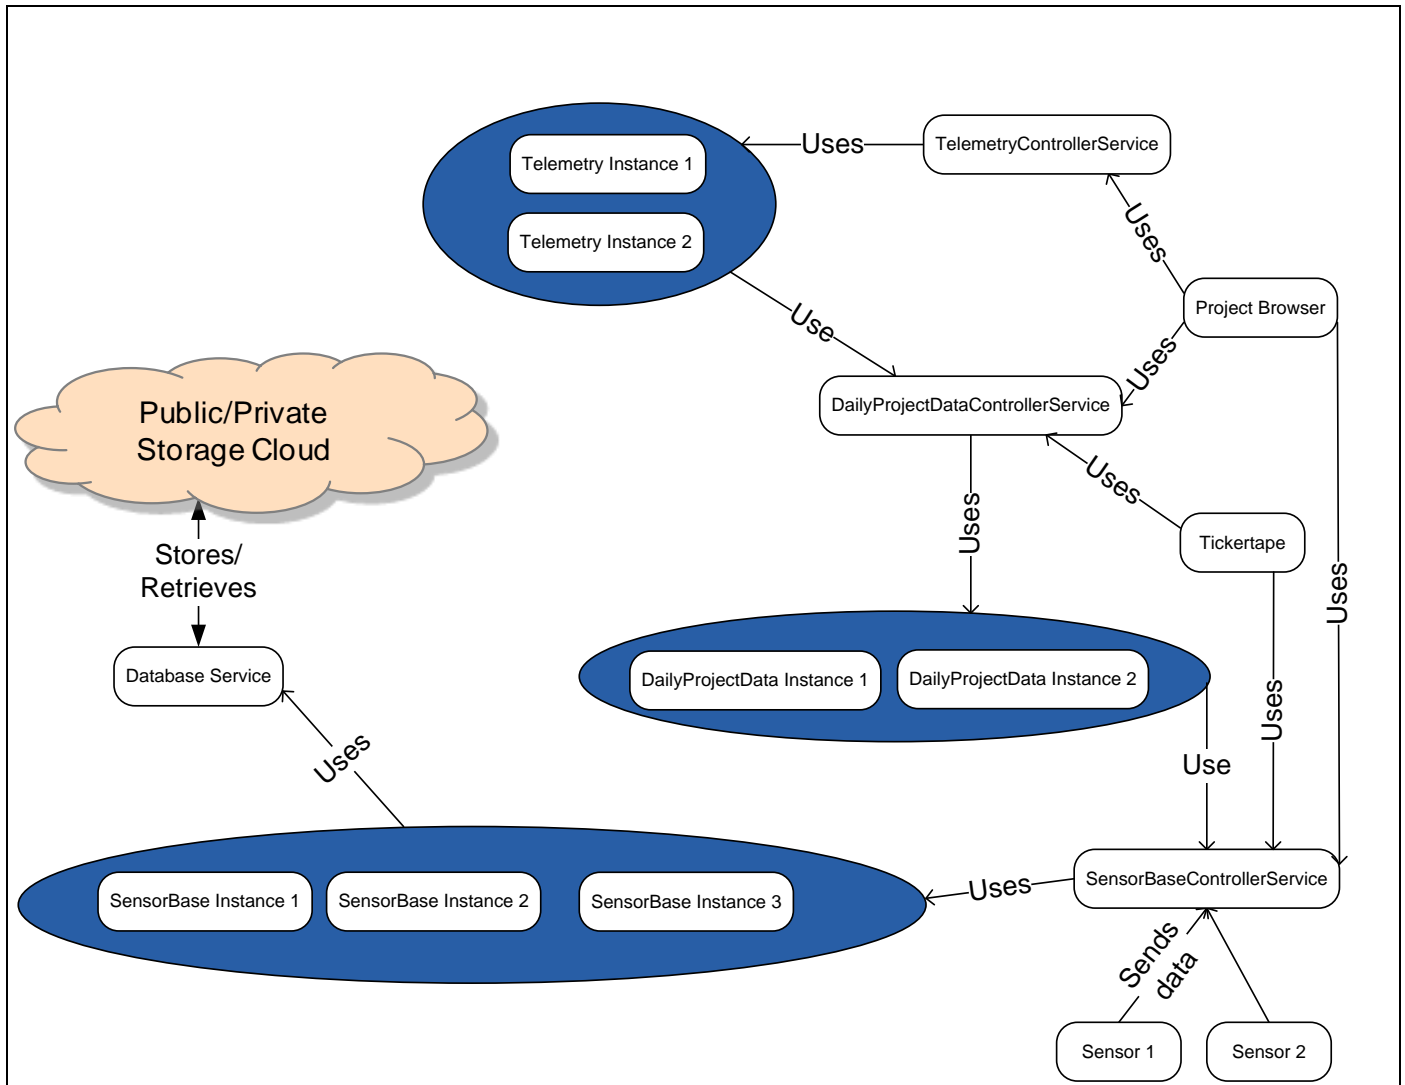 Telemetry Instance 1
Uses
TelemetryControllerService
Telemetry Instance 2
Uses
Project Browser
Use
Uses
Public/Private
Storage Cloud
DailyProjectDataControllerService
Uses
Uses
Tickertape
Stores/
Retrieves
Uses
Database Service
DailyProjectData Instance 1
DailyProjectData Instance 2
Uses
Uses
Use
SensorBase Instance 1
SensorBase Instance 2
SensorBase Instance 3
Uses
SensorBaseControllerService
Sends
data
Sensor 1
Sensor 2